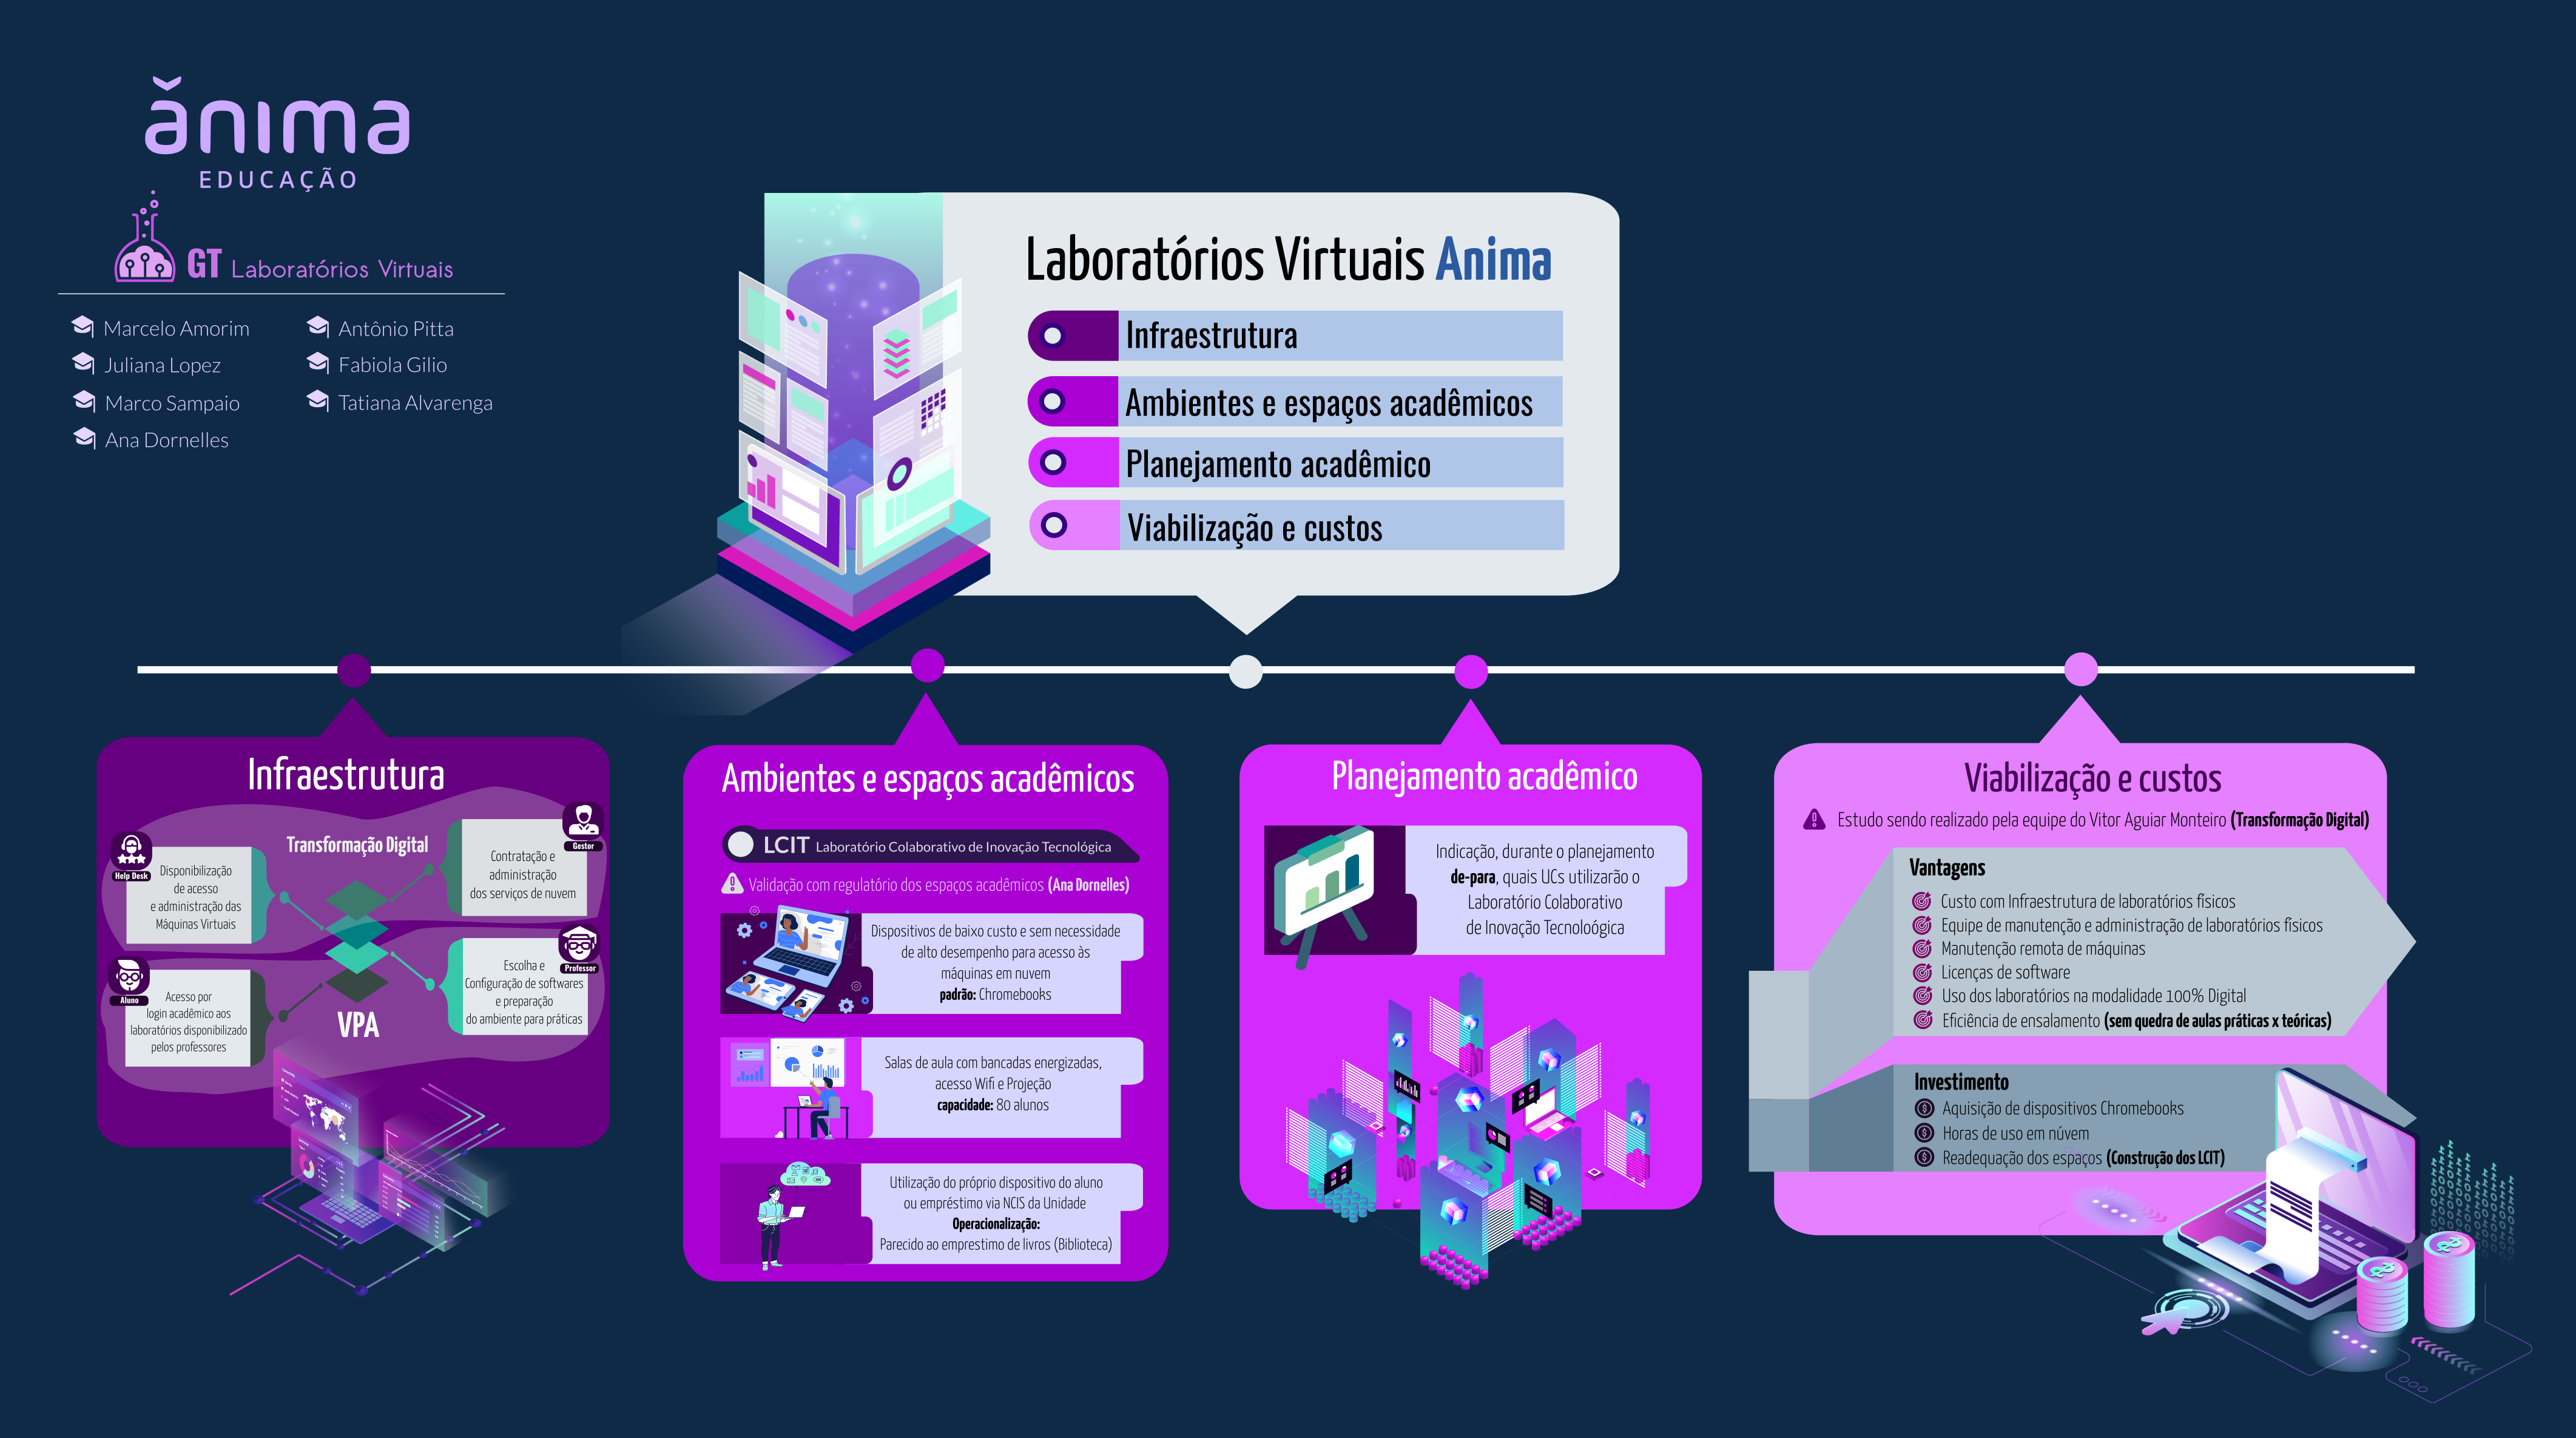 ănıma
EDUCAÇÃO
GT Laboratórios Virtuais
Marcelo Amorim
Juliana Lopez
Marco Sampaio
Ana Dornelles
Antônio Pitta
Fabiola Gilio
Tatiana Alvarenga
Laboratórios Virtuais Anima
Infraestrutura
Ambientes e espaços acadêmicos
Planejamento acadêmico
Viabilização e custos
Infraestrutura
Transformação Digital
Help Desk
Disponibilização
de acesso
e administração das
Máquinas Virtuais
Gestor
Contratação e
administração
dos serviços de nuvem
Aluno
Acesso por
login acadêmico aos
laboratórios disponibilizado
pelos professores
Professor
Escolha e
Configuração de softwares
e preparação
do ambiente para práticas
VPA
Ambientes e espaços acadêmicos
LCIT Laboratório Colaborativo de Inovação Tecnológica
Validação com regulatório dos espaços acadêmicos (Ana Dornelles)
Dispositivos de baixo custo e sem necessidade
de alto desempenho para acesso às
máquinas em nuvem
padrão: Chromebooks
Salas de aula com bancadas energizadas,
acesso Wifi e Projeção
capacidade: 80 alunos
Utilização do próprio dispositivo do aluno
ou empréstimo via NCIS da Unidade
Operacionalização:
Parecido ao emprestimo de livros (Biblioteca)
Planejamento acadêmico
Indicação, durante o planejamento
de-para, quais UCs utilizarão o
Laboratório Colaborativo
de Inovação Tecnoloógica
Viabilização e custos
Estudo sendo realizado pela equipe do Vitor Aguiar Monteiro (Transformação Digital)
Vantagens
Custo com Infraestrutura de laboratórios físicos
Equipe de manutenção e administração de laboratórios físicos
Manutenção remota de máquinas
Licenças de software
Uso dos laboratórios na modalidade 100% Digital
Eficiência de ensalamento (sem quedra de aulas práticas x teóricas)
Investimento
Aquisição de dispositivos Chromebooks
Horas de uso em núvem
Readequação dos espaços (Construção dos LCIT)